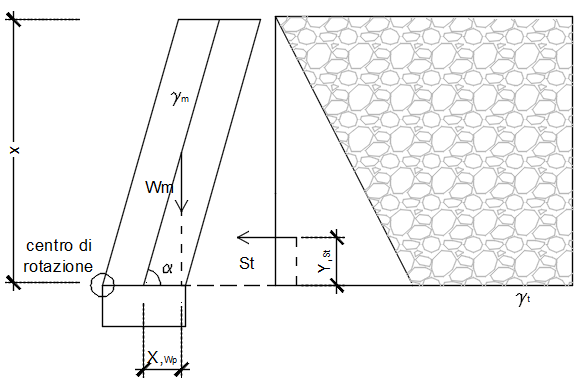 x
γm
Wm
centro di
rotazione
α
St
Y,St
γt
X,Wp